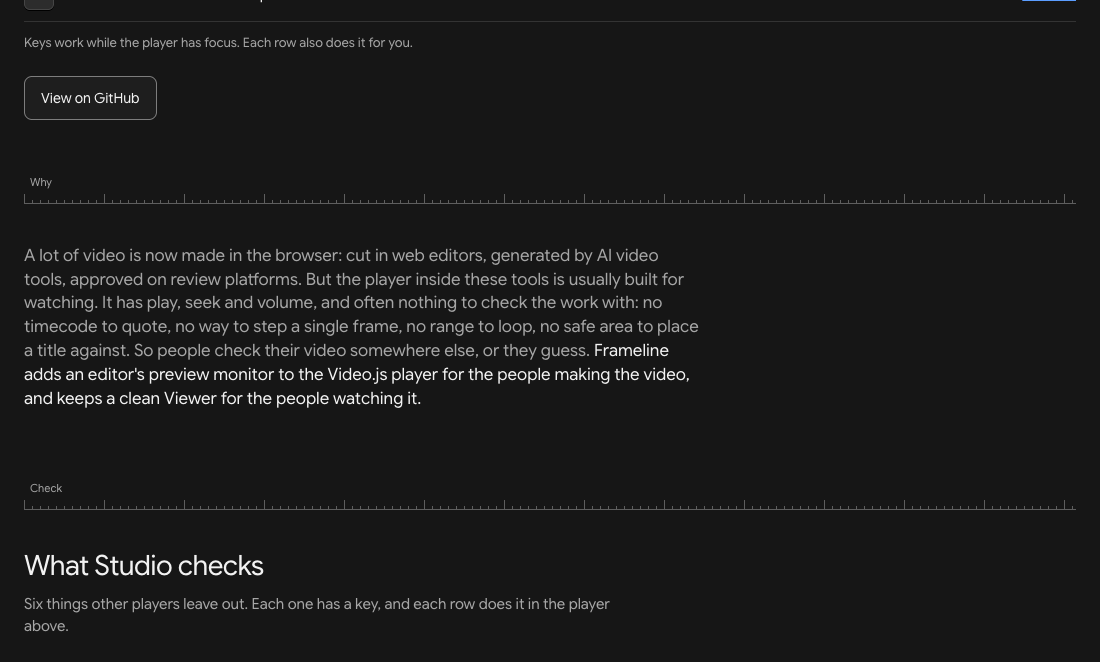 Keys work while the player has focus. Each row also does it for you.
View on GitHub
Why
A lot of video is now made in the browser: cut in web editors, generated by AI video
tools, approved on review platforms. But the player inside these tools is usually built for
watching. It has play, seek and volume, and often nothing to check the work with: no
timecode to quote, no way to step a single frame, no range to loop, no safe area to place
a title against. So people check their video somewhere else, or they guess. Frameline
adds an editor's preview monitor to the Video.js player for the people making the video,
and keeps a clean Viewer for the people watching it.
Check
What Studio checks
Six things other players leave out. Each one has a key, and each row does it in the player
above.